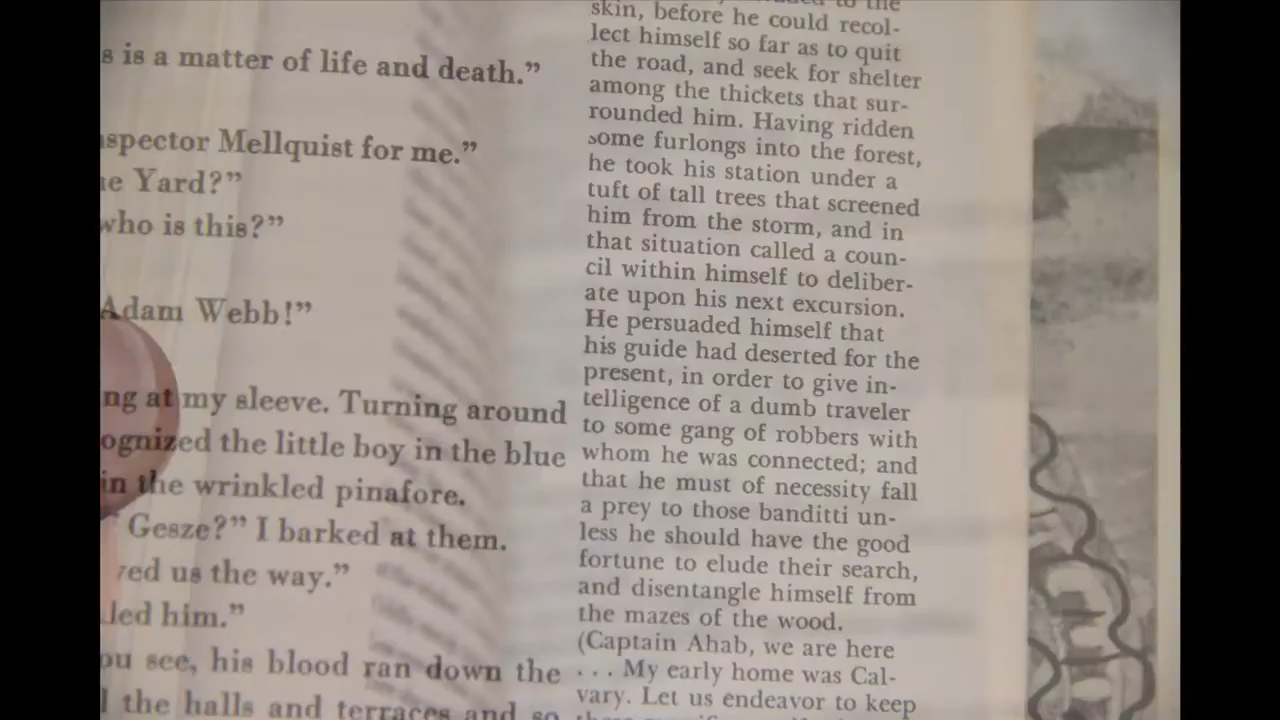 s is a matter of life and death.”
spector Mellquist for me.”
e Yard?”
who is this?”
Adam Webb!”
ng at my sleeve. Turning around
ognized the little boy in the blue
in the wrinkled pinafore.
Gesze?” I barked at them.
red us the way.”
led him.”
ou see, his blood ran down the
the halls and terraces and so
to the
skin, before he could recol-
lect himself so far as to quit
the road, and seek for shelter
among the thickets that sur-
rounded him. Having ridden
some furlongs into the forest,
he took his station under a
tuft of tall trees that screened
him from the storm, and in
that situation called a coun-
cil within himself to deliber-
ate upon his next excursion.
He persuaded himself that
his guide had deserted for the
present, in order to give in-
telligence of a dumb traveler
to some gang of robbers with
whom he was connected; and
that he must of necessity fall
a prey to those banditti un-
less he should have the good
fortune to elude their search,
and disentangle himself from
the mazes of the wood.
(Captain Ahab, we are here
. . . My early home was Cal-
vary. Let us endeavor to keep